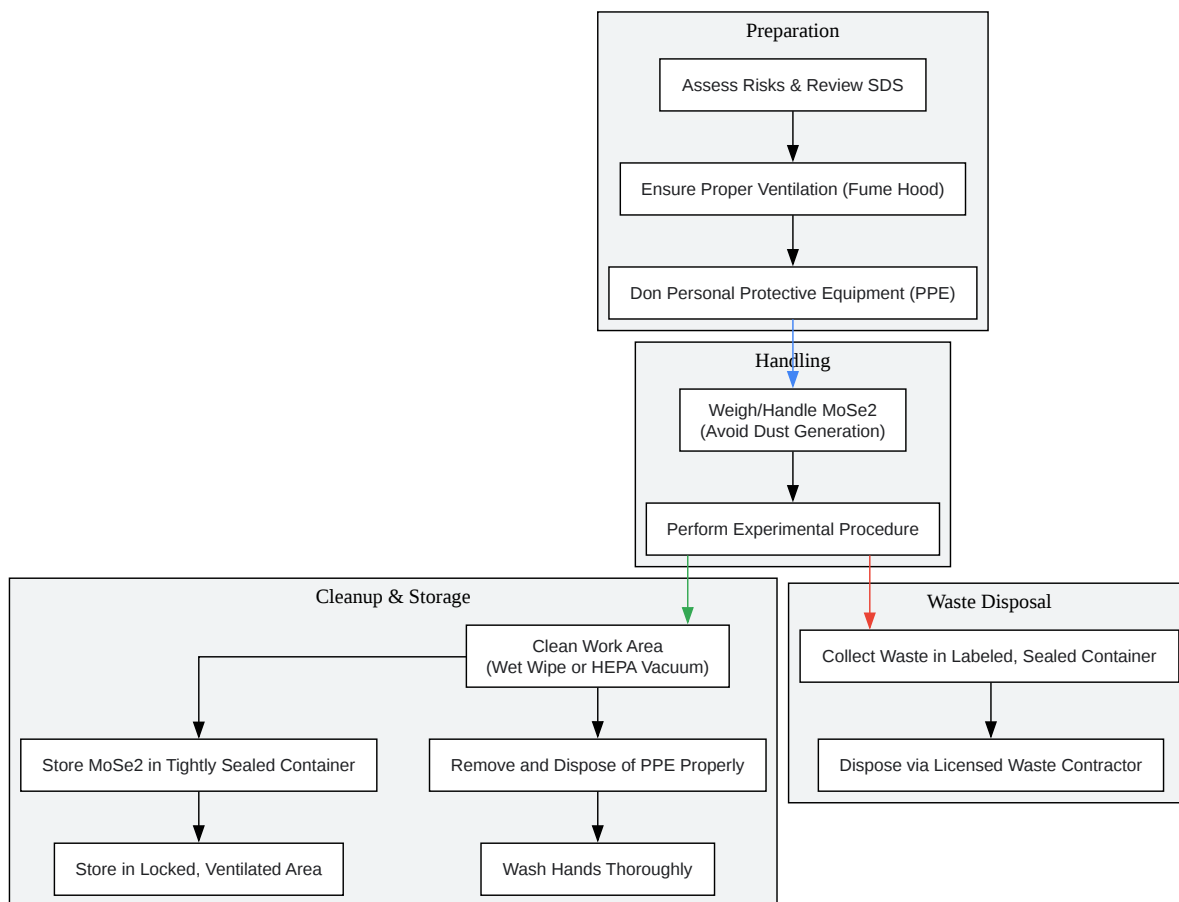 Preparation
Assess Risks & Review SDS
Ensure Proper Ventilation (Fume Hood)
Don Personal Protective Equipment (PPE)
Handling
Weigh/Handle MoSe2
(Avoid Dust Generation)
Perform Experimental Procedure
Cleanup & Storage
Clean Work Area
(Wet Wipe or HEPA Vacuum)
Store MoSe2 in Tightly Sealed Container
Remove and Dispose of PPE Properly
Store in Locked, Ventilated Area
Wash Hands Thoroughly
Waste Disposal
Collect Waste in Labeled, Sealed Container
Dispose via Licensed Waste Contractor